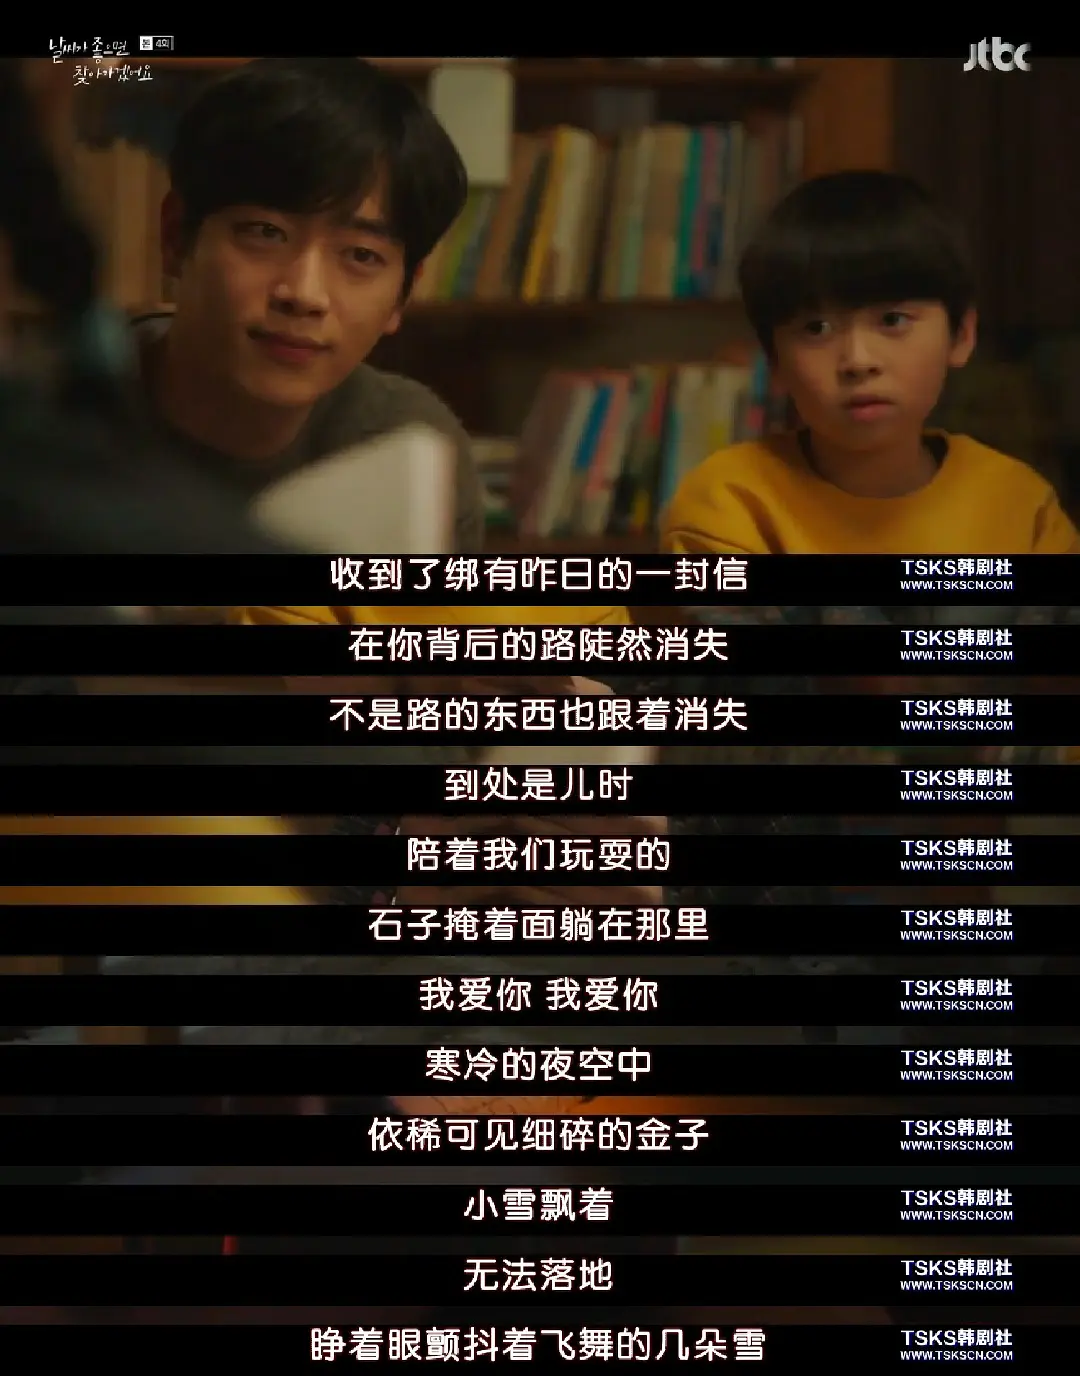 날씨가 좋으면 본 4회
찾아가겠어요
jtbc
收到了绑有昨日的一封信
TSKS韩剧社
WWW.TSKSCN.COM
在你背后的路陡然消失
TSKS韩剧社
WWW.TSKSCN.COM
不是路的东西也跟着消失
TSKS韩剧社
WWW.TSKSCN.COM
到处是儿时
TSKS韩剧社
WWW.TSKSCN.COM
陪着我们玩耍的
TSKS韩剧社
WWW.TSKSCN.COM
石子掩着面躺在那里
TSKS韩剧社
WWW.TSKSCN.COM
我爱你 我爱你
TSKS韩剧社
WWW.TSKSCN.COM
寒冷的夜空中
TSKS韩剧社
WWW.TSKSCN.COM
依稀可见细碎的金子
TSKS韩剧社
WWW.TSKSCN.COM
小雪飘着
TSKS韩剧社
WWW.TSKSCN.COM
无法落地
TSKS韩剧社
WWW.TSKSCN.COM
睁着眼颤抖着飞舞的几朵雪
TSKS韩剧社
WWW.TSKSCN.COM